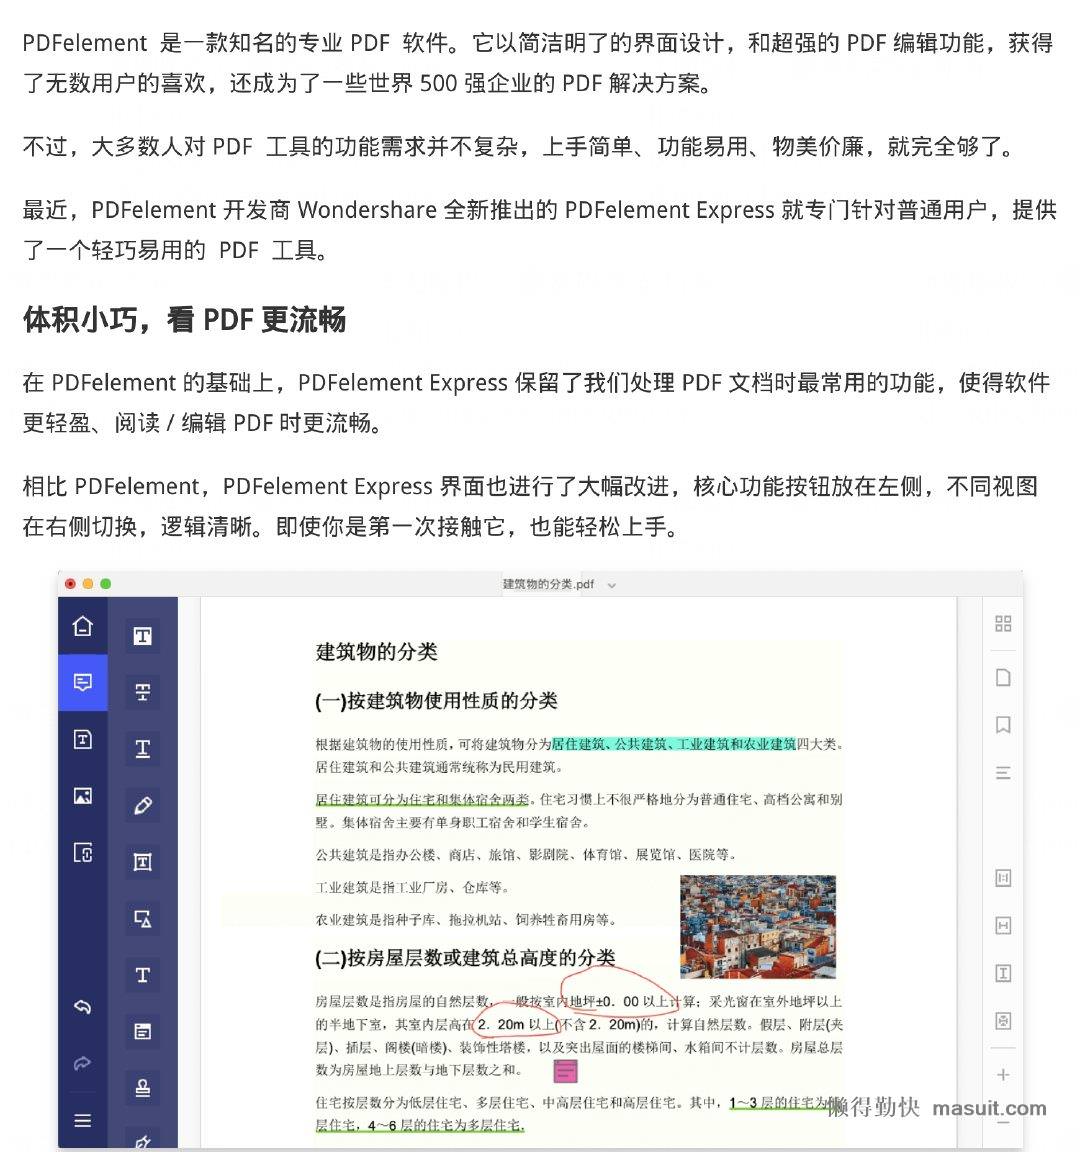 PDFelement 是一款知名的专业 PDF 软件。它以简洁明了的界面设计，和超强的 PDF 编辑功能，获得
了无数用户的喜欢，还成为了一些世界 500 强企业的 PDF 解决方案。
不过，大多数人对 PDF 工具的功能需求并不复杂，上手简单、功能易用、物美价廉，就完全够了。
最近，PDFelement 开发商 Wondershare 全新推出的 PDFelement Express 就专门针对普通用户，提供
了一个轻巧易用的 PDF 工具。
体积小巧，看 PDF 更流畅
在 PDFelement 的基础上，PDFelement Express 保留了我们处理 PDF 文档时最常用的功能，使得软件
更轻盈、阅读 / 编辑 PDF 时更流畅。
相比 PDFelement，PDFelement Express 界面也进行了大幅改进，核心功能按钮放在左侧，不同视图
在右侧切换，逻辑清晰。即使你是第一次接触它，也能轻松上手。
建筑物的分类.pdf
建筑物的分类
(一)按建筑物使用性质的分类
根据建筑物的使用性质，可将建筑物分为居住建筑、公共建筑、工业建筑和农业建筑四大类。
居住建筑和公共建筑通常统称为民用建筑。
居住建筑可分为住宅和集体宿舍两类。住宅习惯上不很严格地分为普通住宅、高档公寓和别
墅。集体宿舍主要有单身职工宿舍和学生宿舍。
公共建筑是指办公楼、商店、旅馆、影剧院、体育馆、展览馆、医院等。
工业建筑是指工业厂房、仓库等。
农业建筑是指种子库、拖拉机站、饲养牲畜用房等。
(二)按房屋层数或建筑总高度的分类
房屋层数是指房屋的自然层数，一般按室内地坪±0．00 以上计算；采光窗在室外地坪以上
的半地下室，其室内层高在 2．20m 以上(不含 2．20m)的，计算自然层数。假层、附层(夹
层)、插层、阁楼(暗楼)、装饰性塔楼，以及突出屋面的楼梯间、水箱间不计层数。房屋总层
数为房屋地上层数与地下层数之和。
住宅按层数分为低层住宅、多层住宅、中高层住宅和高层住宅。其中，1～3 层的住宅为低
层住宅，4～6 层的住宅为多层住宅.
懒得勤快 masuit.com